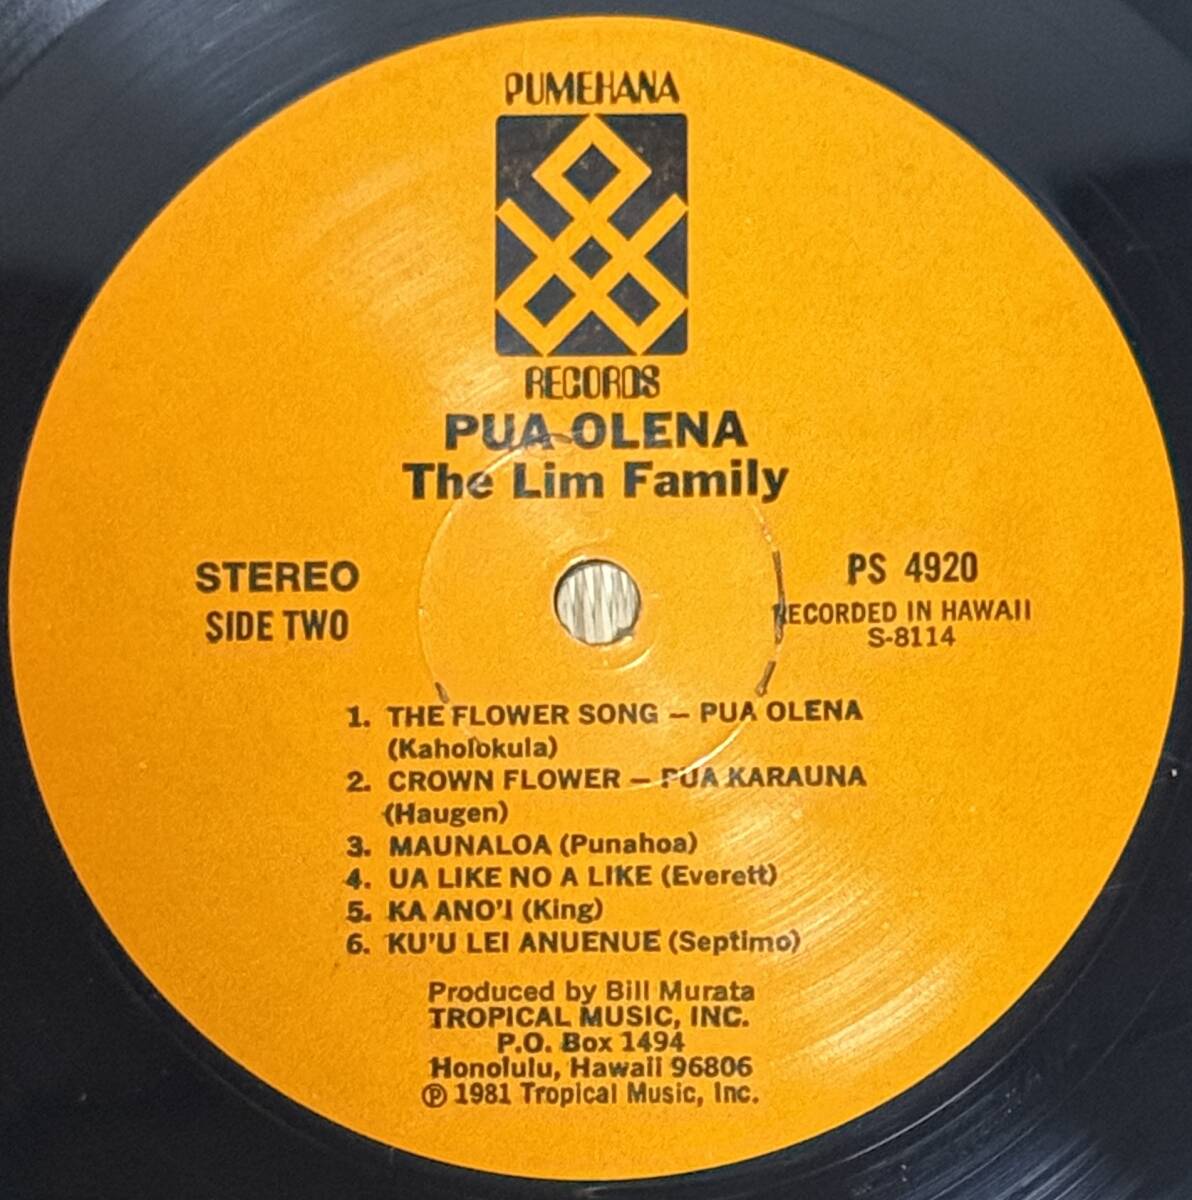 PUMEHANA
RECORDS
PUA OLENA
The Lim Family
STEREO
SIDE TWO
PS 4920
RECORDED IN HAWAII
S-8114
1. THE FLOWER SONG — PUA OLENA
(Kaholokula)
2. CROWN FLOWER — PUA KARAUNA
(Haugen)
3. MAUNALOA (Punahoa)
4. UA LIKE NO A LIKE (Everett)
5. KA ANO'I (King)
6. KU'U LEI ANUENUE (Septimo)
Produced by Bill Murata
TROPICAL MUSIC, INC.
P.O. Box 1494
Honolulu, Hawaii 96806
℗ 1981 Tropical Music, Inc.